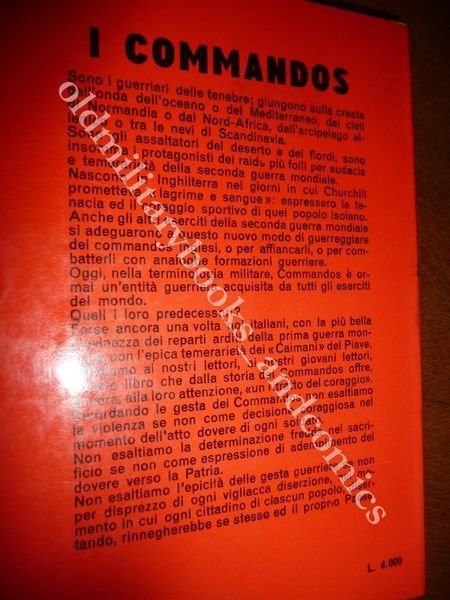 I COMMANDOS
Sono i guerrieri delle tenebre; giungono sulla cresta
dell'onda dell'oceano o del Mediterraneo, dai cieli
di Normandia o dal Nord-Africa, dall'arcipelago el-
lenico o tra le nevi di Scandinavia.
Sono gli assaltatori del deserto e dei fiordi, sono
insomma i protagonisti dei raids più folli per audacia
e temerarietà della seconda guerra mondiale.
Nascono in Inghilterra nei giorni in cui Churchill
promette « lagrime e sangue »: espressero la te-
nacia ed il coraggio sportivo di quel popolo isolano.
Anche gli altri eserciti della seconda guerra mondiale
si adeguarono a questo nuovo modo di guerreggiare
dei commandos inglesi, o per affiancarli, o per com-
batterli con analoghe formazioni guerriere.
Oggi, nella terminologia militare, Commandos è or-
mai un'entità guerriera acquisita da tutti gli eserciti
del mondo.
Quali i loro predecessori?
Forse ancora una volta gli italiani, con la più bella
giovinezza dei reparti arditi della prima guerra mon-
con l'epica temerarietà dei « Caimani » del Piave.
ai nostri lettori, nostri giovani lettori,
libro che dalla storia dei Commandos offre,
alla loro attenzione, « un tratto del coraggio ».
Ricordando le gesta dei Commandos non esaltiamo
la violenza se non come decisione coraggiosa nel
momento dell'atto dovere di ogni soldato.
Non esaltiamo la determinazione fredda nel sacri-
ficio se non come espressione di adempimento del
dovere verso la Patria.
Non esaltiamo l'epicità delle gesta guerriere se non
per disprezzo di ogni vigliacca diserzione, nel mo-
mento in cui ogni cittadino di ciascun popolo, diser-
tando, rinnegherebbe se stesso ed il proprio Paese.
L. 4.000
oldmilitarybooks_andcomics